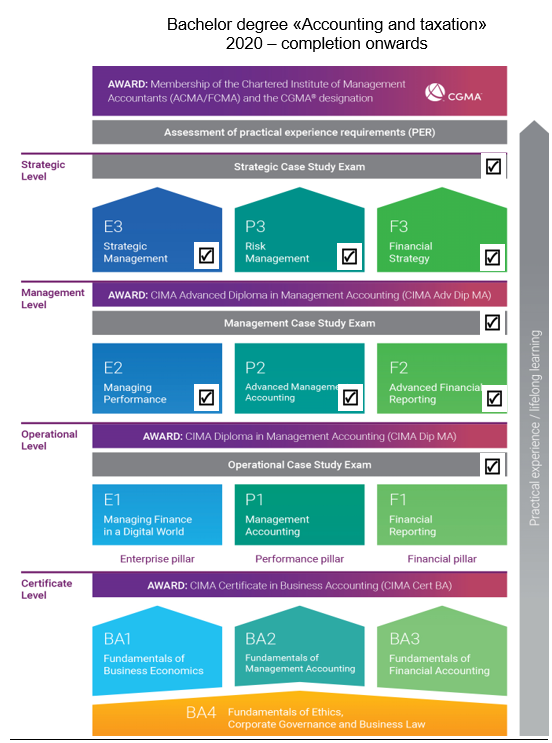 Bachelor degree «Accounting and taxation»
2020 – completion onwards
AWARD: Membership of the Chartered Institute of Management
Accountants (ACMA/FCMA) and the CGMA® designation
CGMA™
Assessment of practical experience requirements (PER)
Strategic
Level
Strategic Case Study Exam
E3
Strategic
Management
P3
Risk
Management
F3
Financial
Strategy
Management
Level
AWARD: CIMA Advanced Diploma in Management Accounting (CIMA Adv Dip MA)
Management Case Study Exam
E2
Managing
Performance
P2
Advanced Manageme
Accounting
F2
Advanced Financial
Reporting
Operational
Level
AWARD: CIMA Diploma in Management Accounting (CIMA Dip MA)
Operational Case Study Exam
E1
Managing Finance
in a Digital World
P1
Management
Accounting
F1
Financial
Reporting
Enterprise pillar
Performance pillar
Financial pillar
Certificate
Level
AWARD: CIMA Certificate in Business Accounting (CIMA Cert BA)
BA1
Fundamentals of
Business Economics
BA2
Fundamentals of
Management Accounting
BA3
Fundamentals of
Financial Accounting
BA4
Fundamentals of Ethics,
Corporate Governance and Business Law
Practical experience / lifelong learning